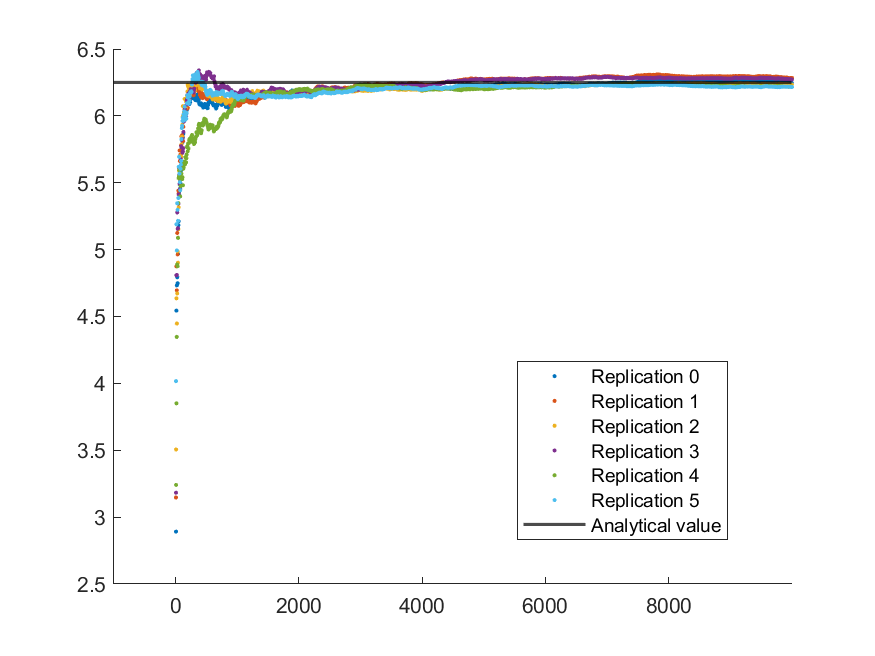 6.5
6
5.5
5
4.5
4
3.5
3
2.5
0
2000
4000
6000
8000
Replication 0
Replication 1
Replication 2
Replication 3
Replication 4
Replication 5
Analytical value